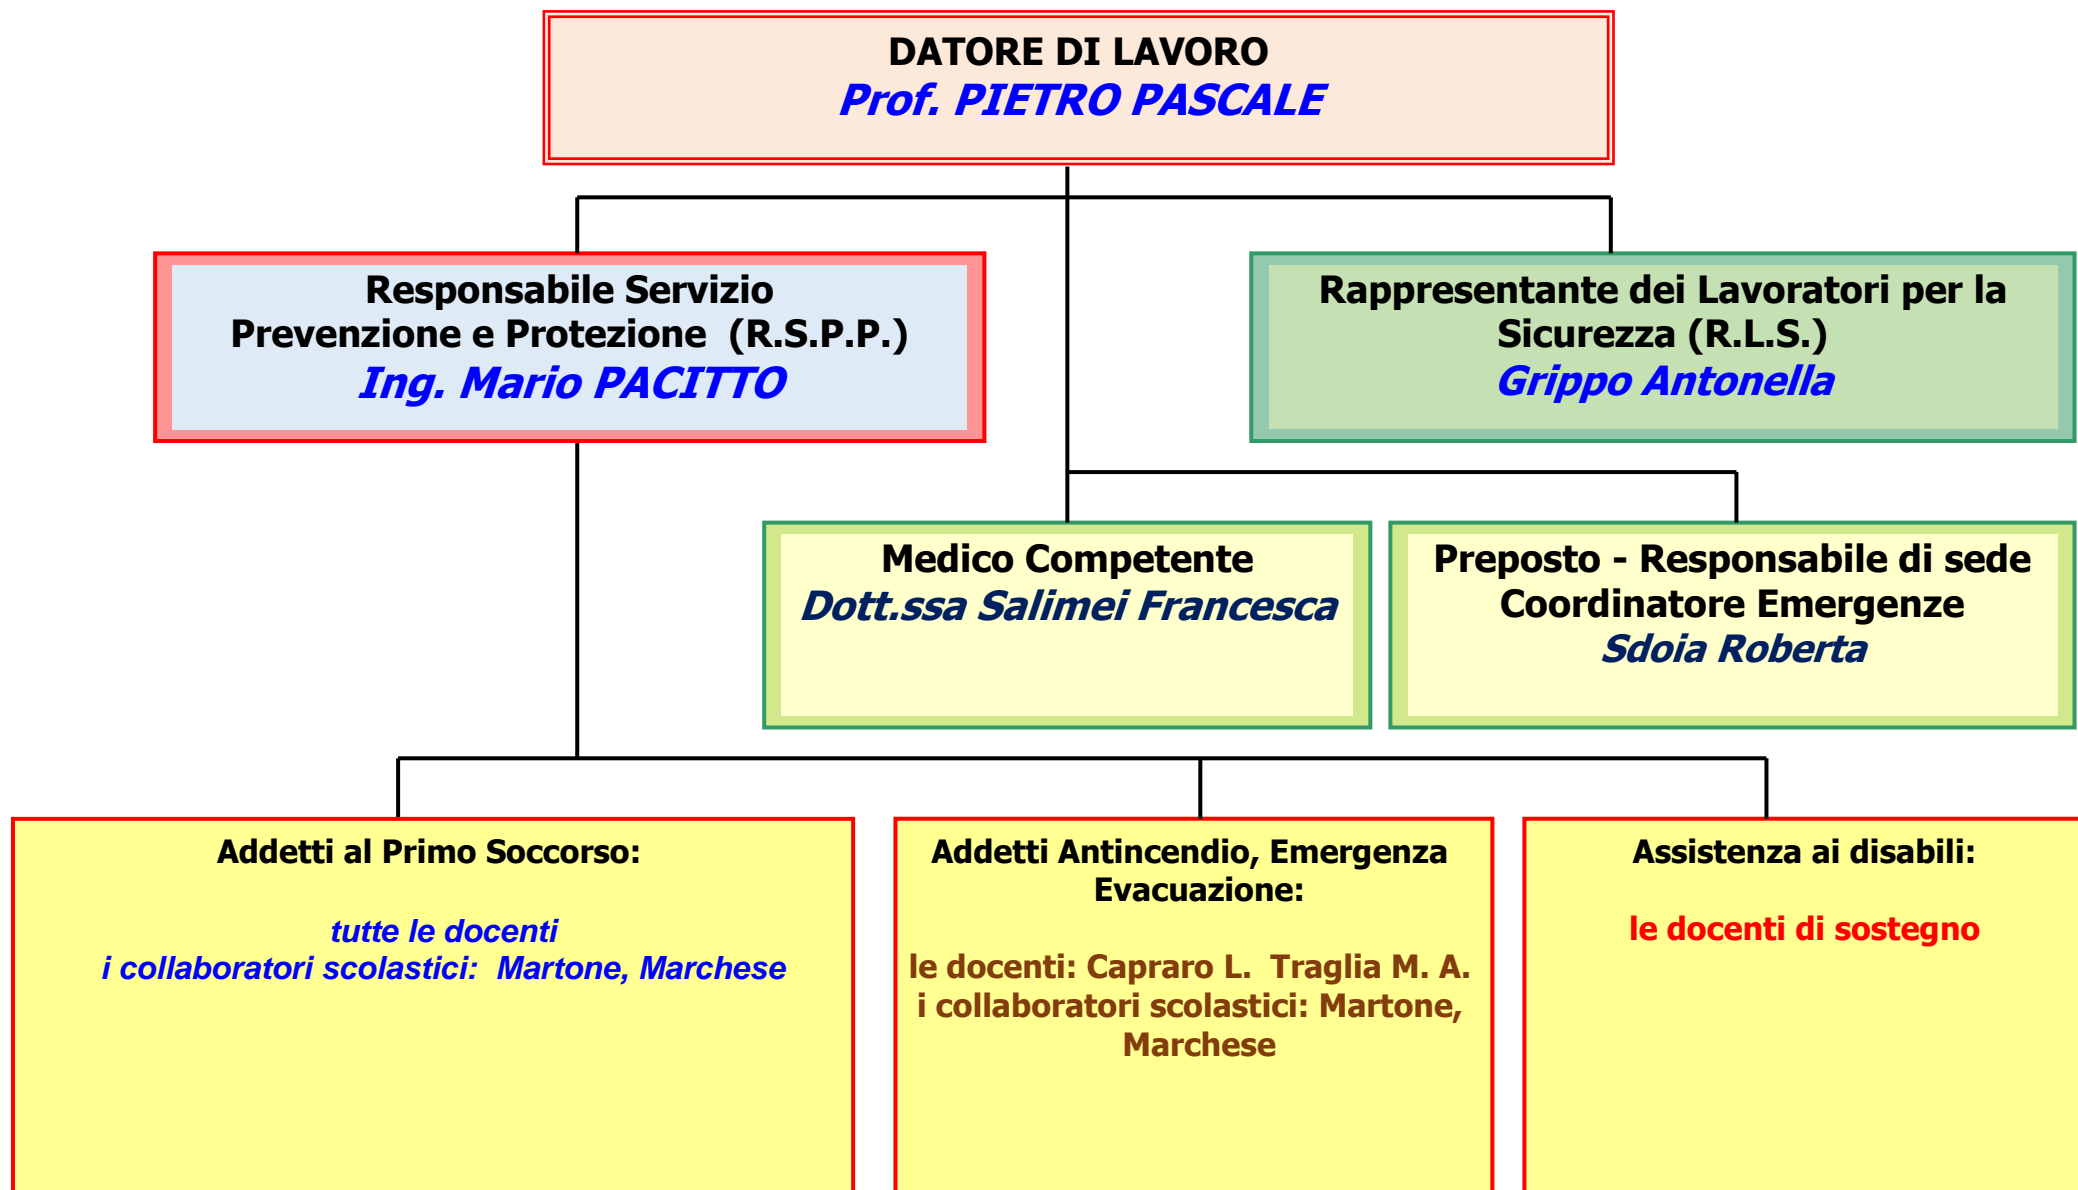 DATORE DI LAVORO
Prof. PIETRO PASCALE
Responsabile Servizio
Prevenzione e Protezione (R.S.P.P.)
Ing. Mario PACITTO
Rappresentante dei Lavoratori per la
Sicurezza (R.L.S.)
Grippo Antonella
Medico Competente
Dott.ssa Salimei Francesca
Preposto - Responsabile di sede
Coordinatore Emergenze
Sdoia Roberta
Addetti al Primo Soccorso:
tutte le docenti
i collaboratori scolastici: Martone, Marchese
Addetti Antincendio, Emergenza
Evacuazione:
le docenti: Capraro L. Traglia M. A.
i collaboratori scolastici: Martone,
Marchese
Assistenza ai disabili:
le docenti di sostegno